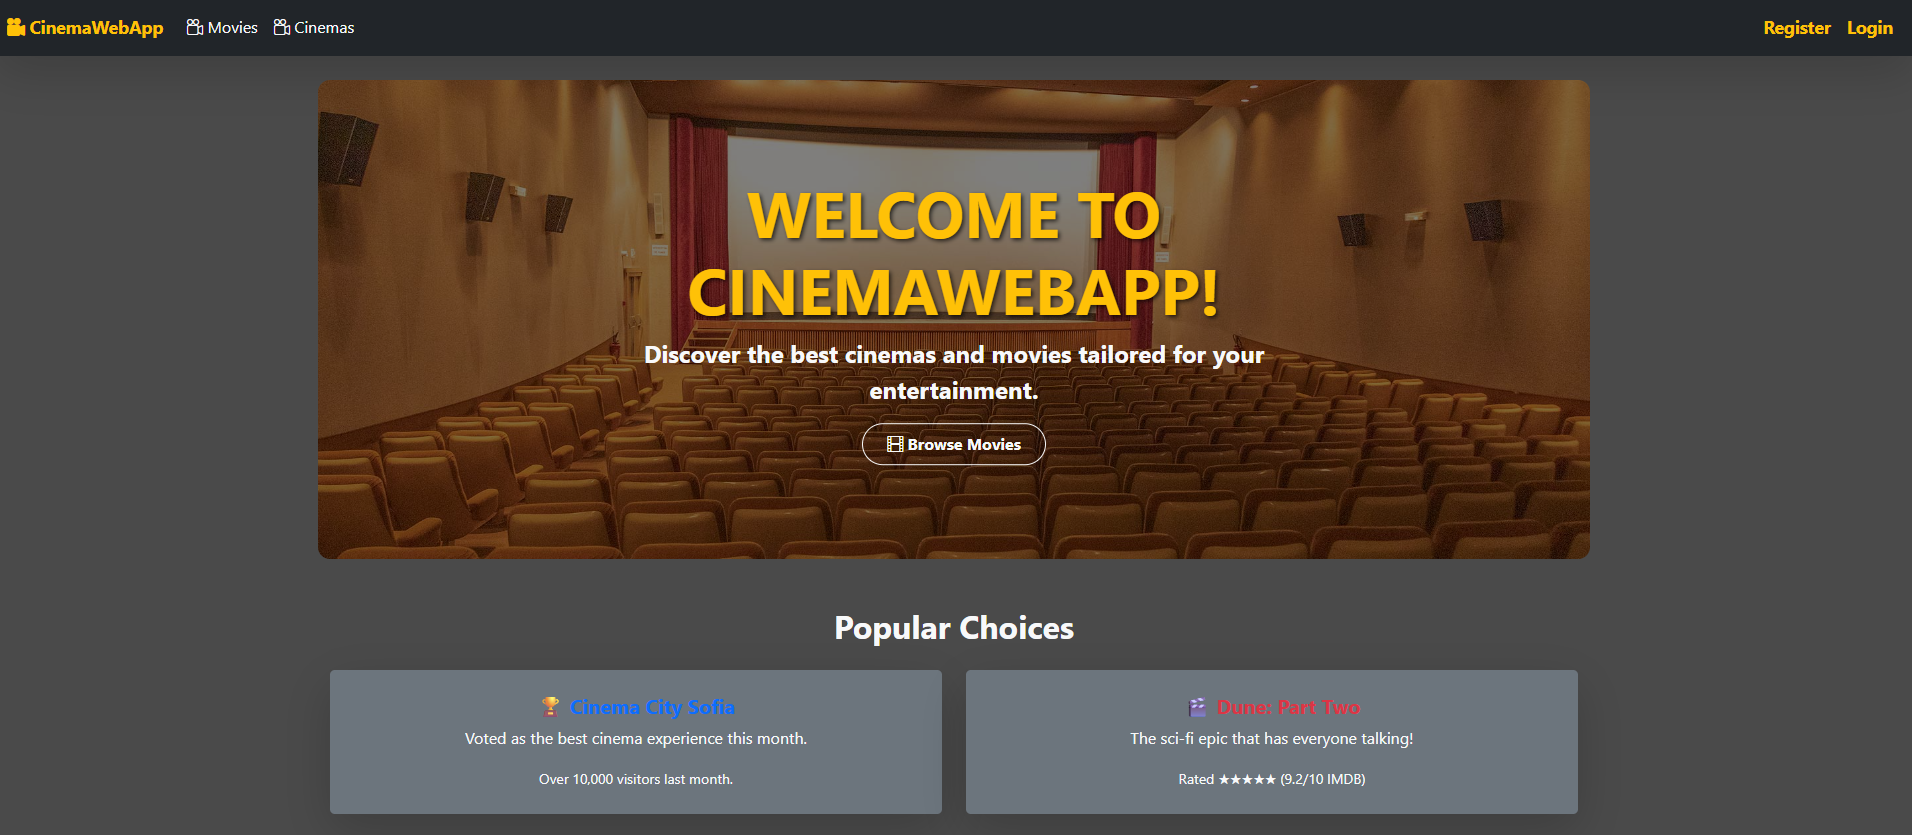 CinemaWebApp Movies Cinemas Register Login
WELCOME TO
CINEMAWEBAPP!
Discover the best cinemas and movies tailored for your
entertainment.
Browse Movies
Popular Choices
Cinema City Sofia
Voted as the best cinema experience this month.
Over 10,000 visitors last month.
Dune: Part Two
The sci-fi epic that has everyone talking!
Rated ★★★★★ (9.2/10 IMDB)